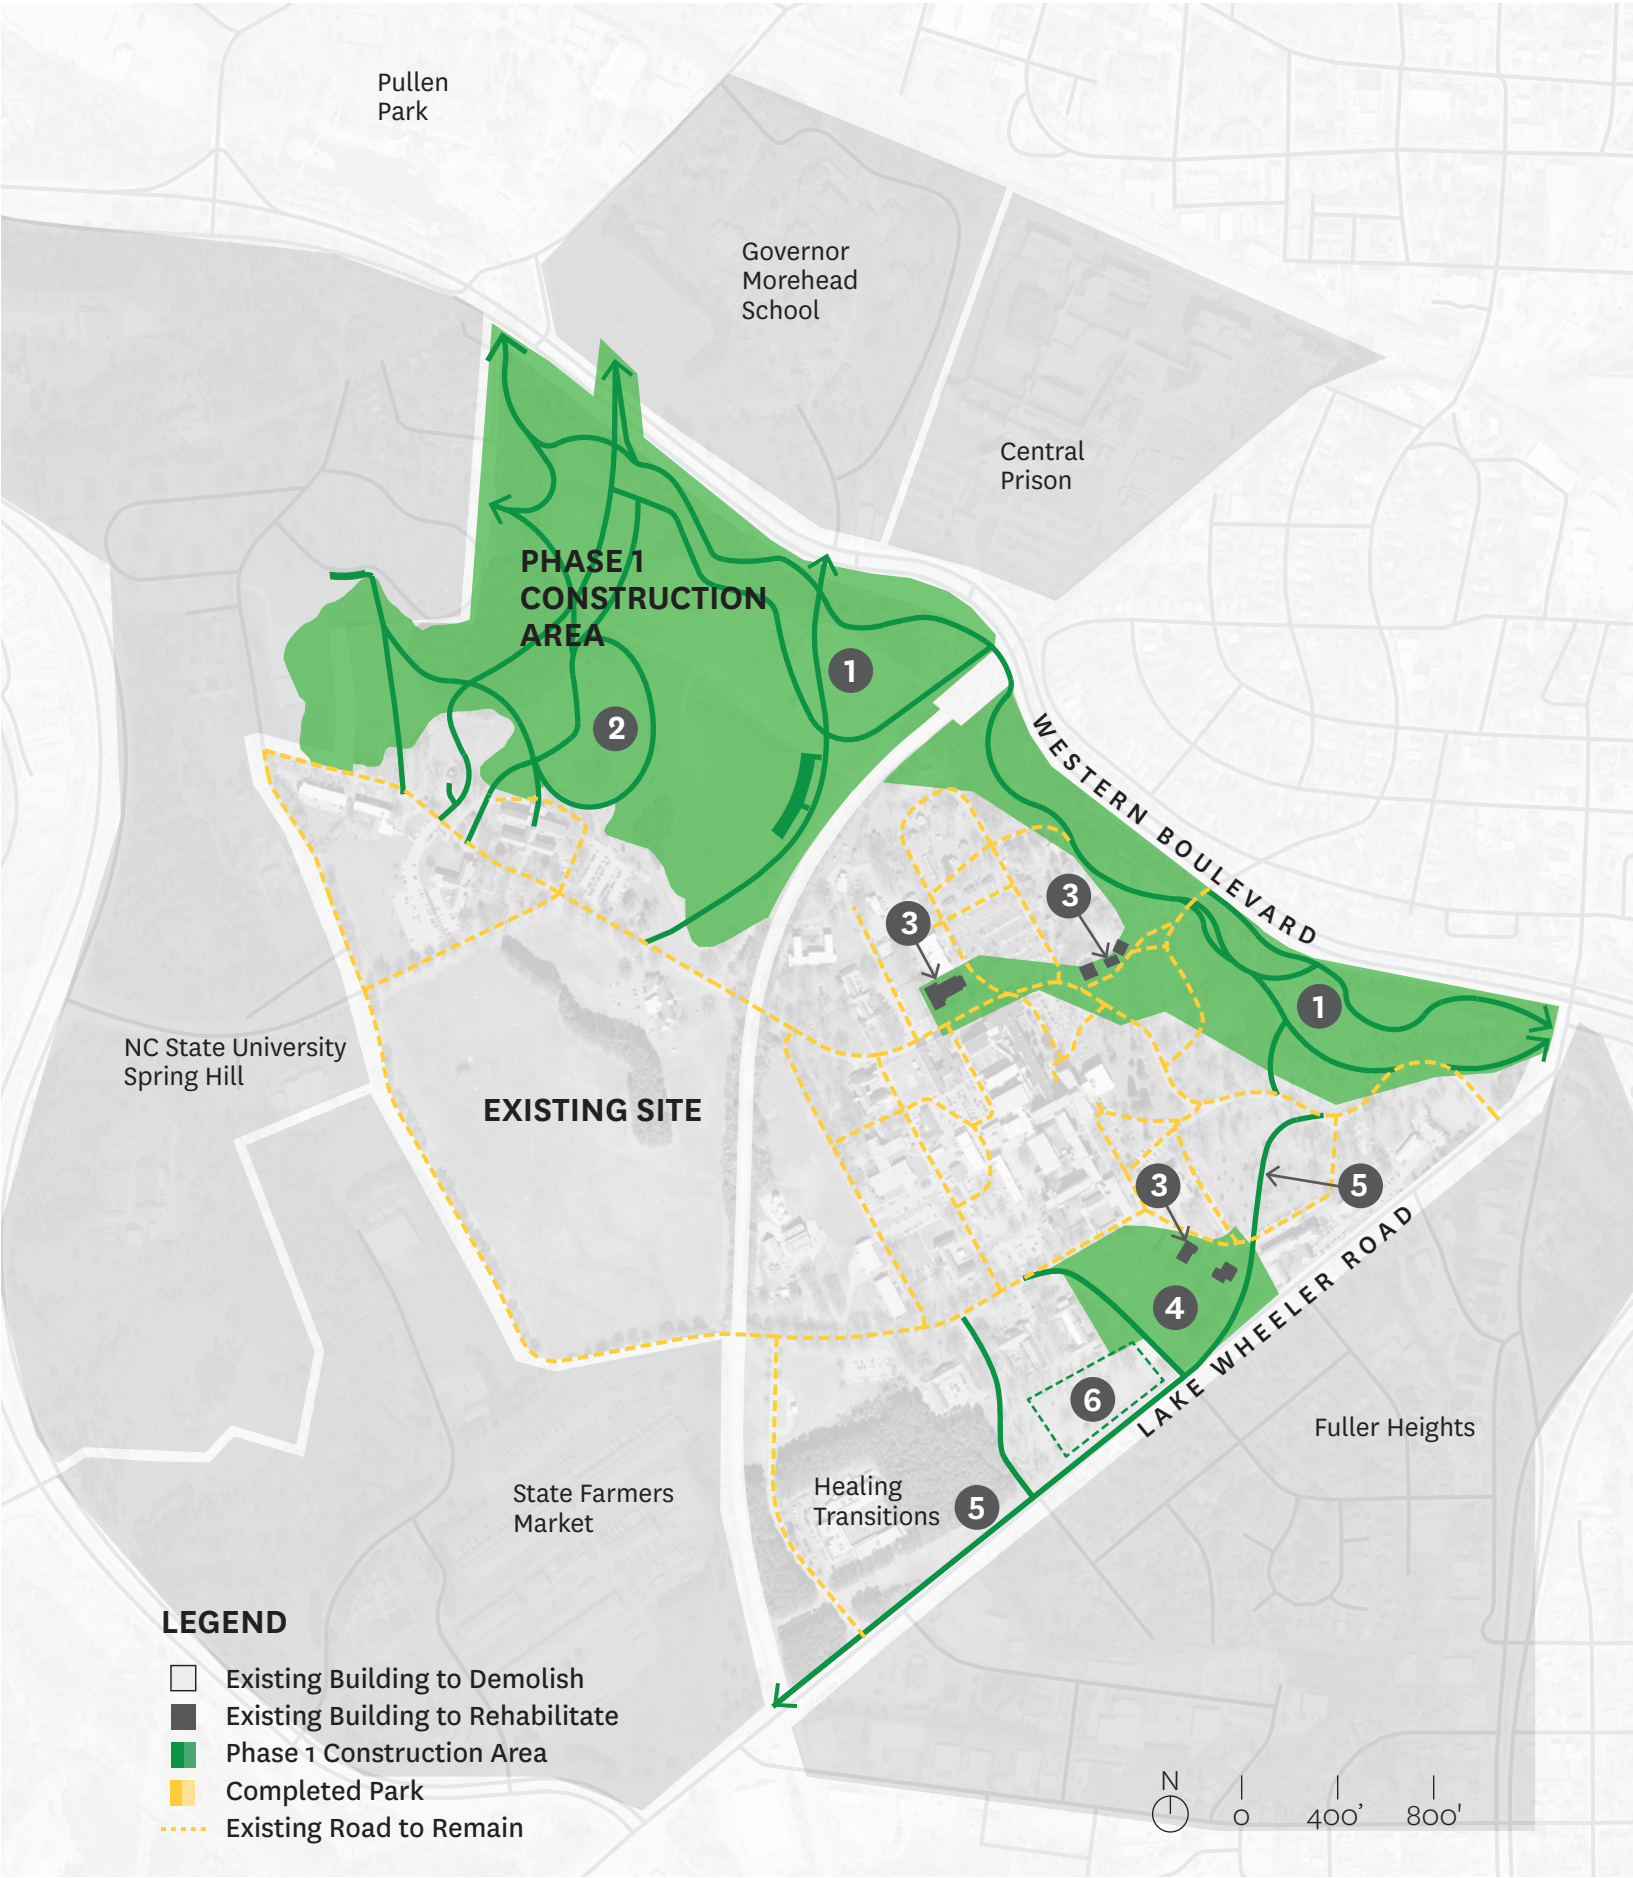 Pullen
Park
Governor
Morehead
School
Central
Prison
PHASE 1
CONSTRUCTION
AREA
1
2
WESTERN BOULEVARD
3
3
1
NC State University
Spring Hill
EXISTING SITE
3
5
4
LAKE WHEELER ROAD
6
Fuller Heights
State Farmers
Market
Healing
Transitions
5
LEGEND
Existing Building to Demolish
Existing Building to Rehabilitate
Phase 1 Construction Area
Completed Park
Existing Road to Remain
N
0 400’ 800'